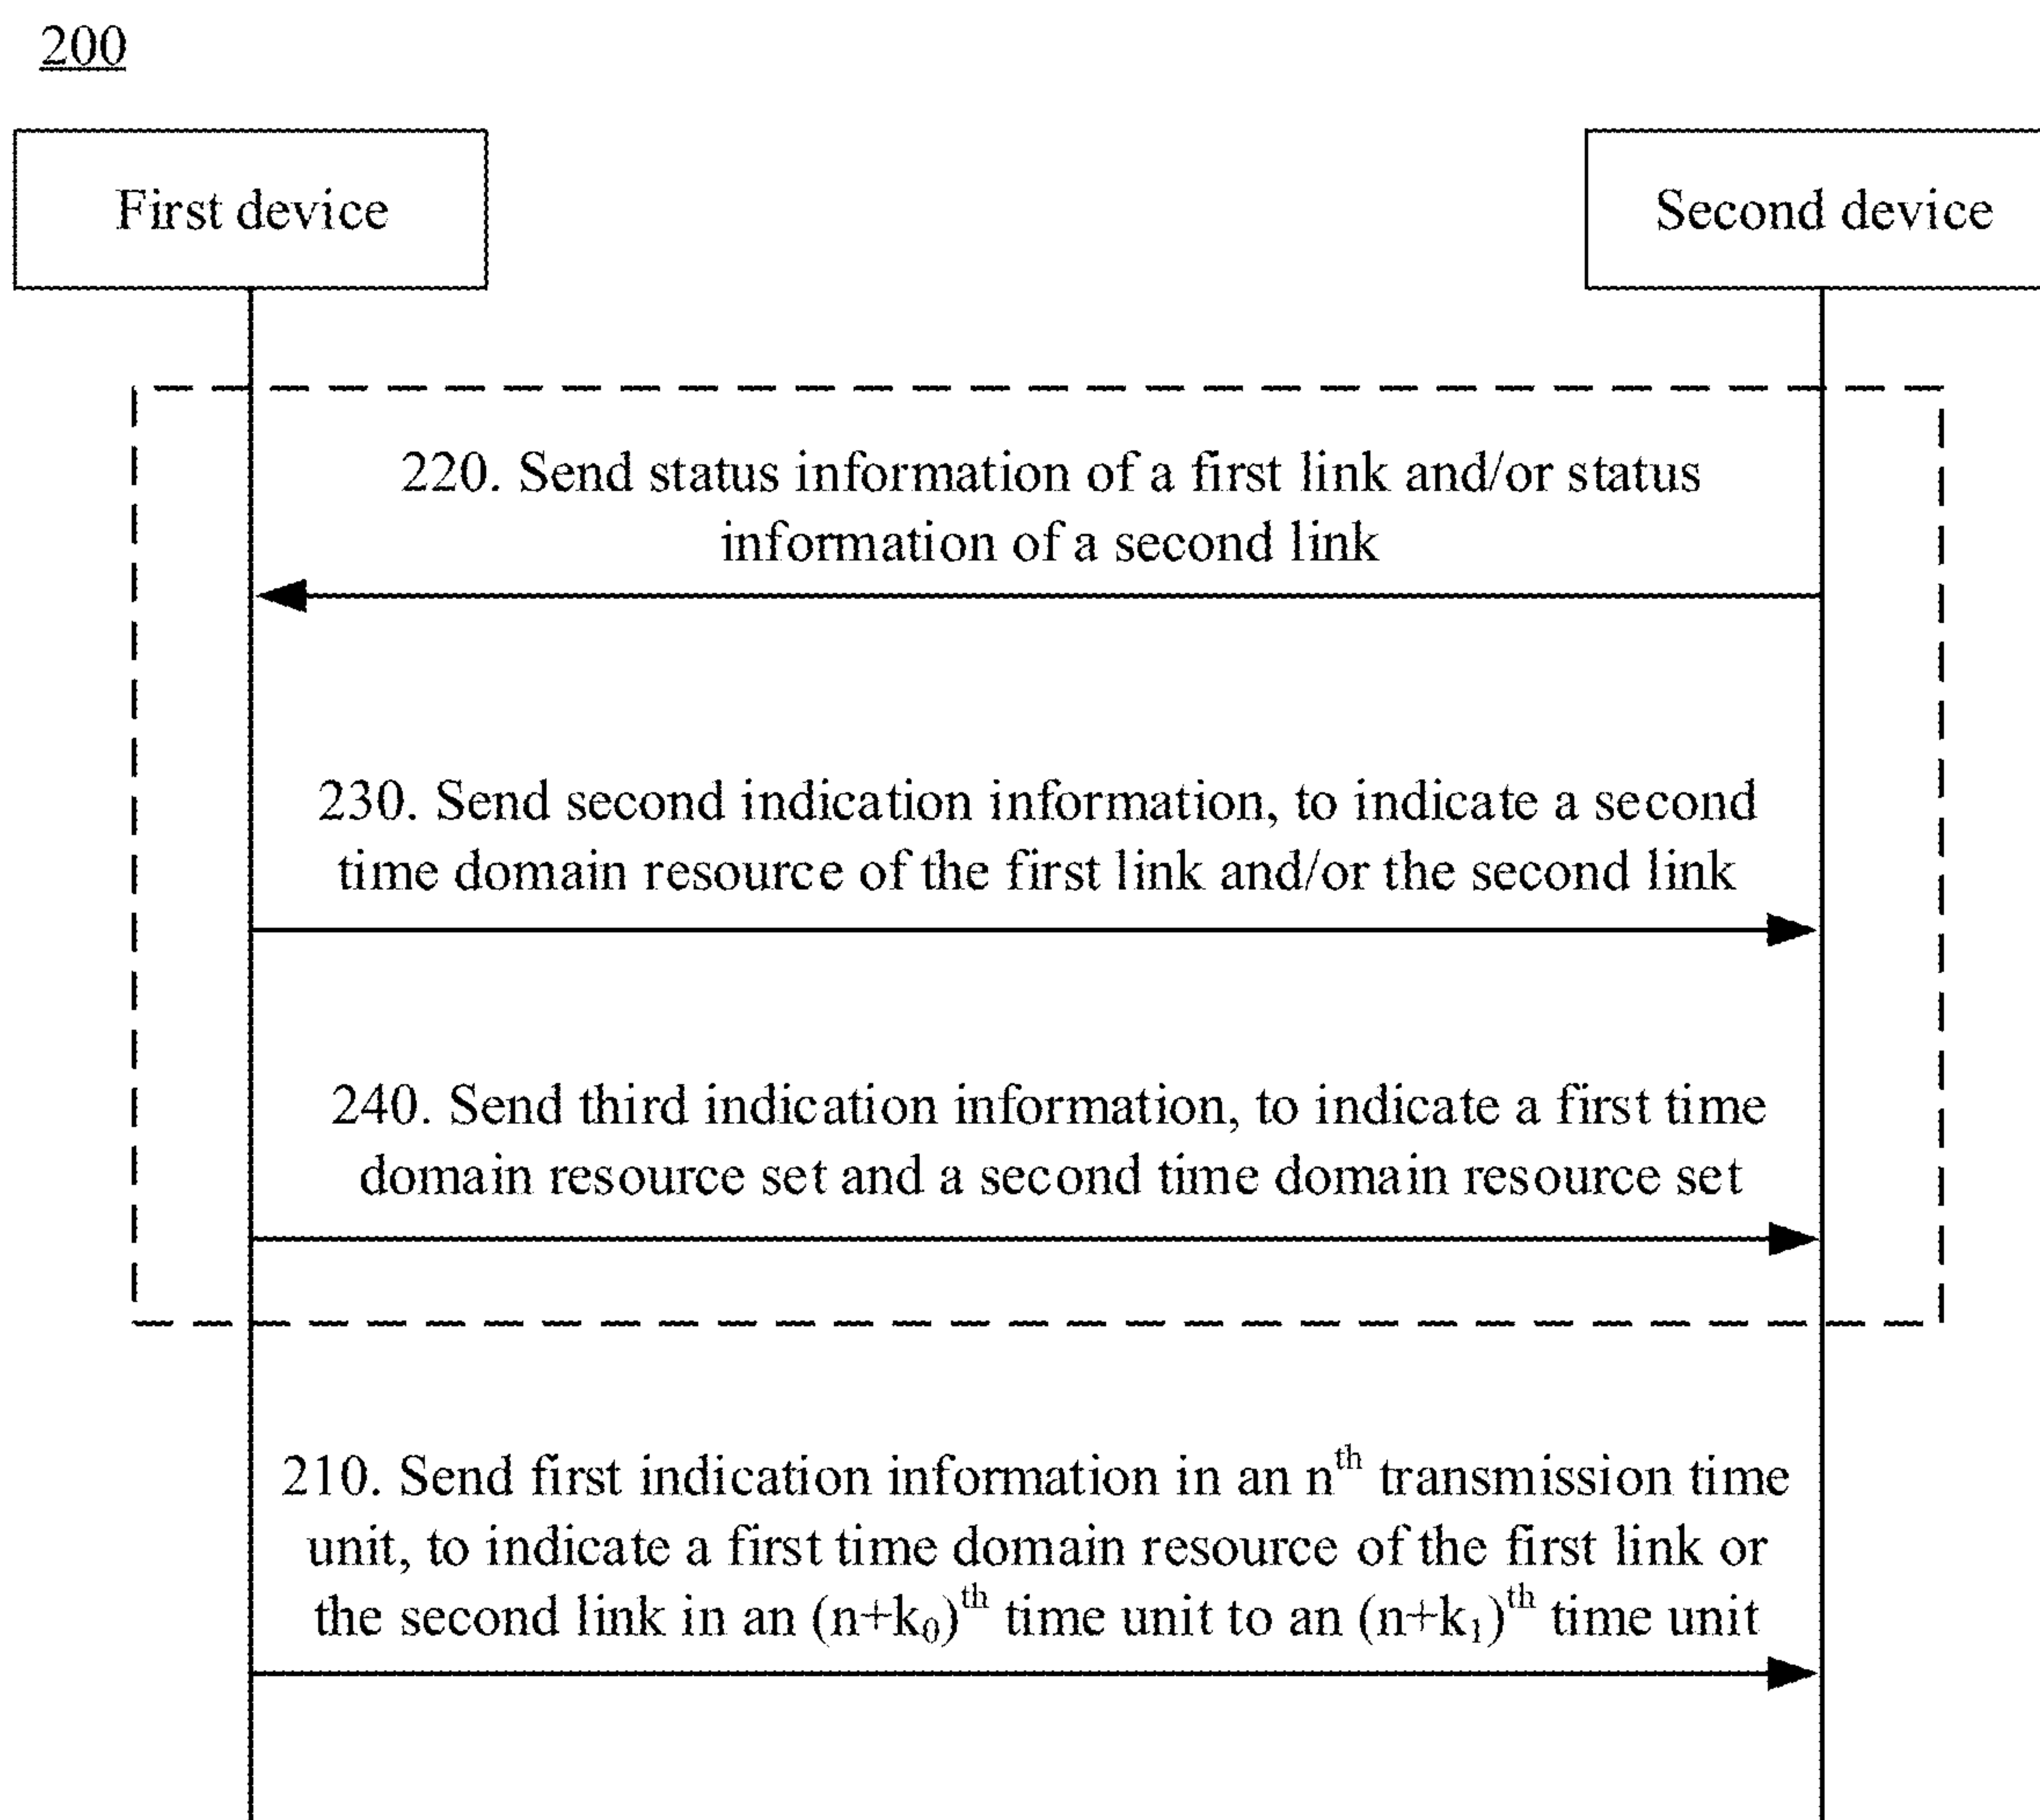 200
First device
Second device
220. Send status information of a first link and/or status
information of a second link
230. Send second indication information, to indicate a second
time domain resource of the first link and/or the second link
240. Send third indication information, to indicate a first time
domain resource set and a second time domain resource set
210. Send first indication information in an nᵗʰ transmission time
unit, to indicate a first time domain resource of the first link or
the second link in an (n+k₀)ᵗʰ time unit to an (n+k₁)ᵗʰ time unit